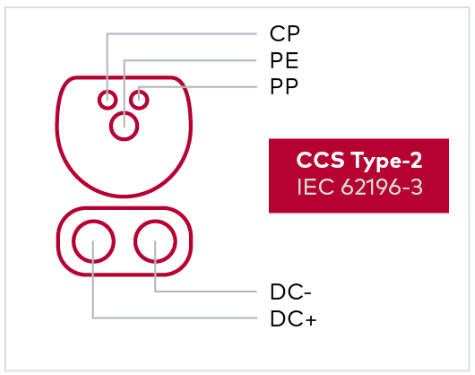 CP
PE
PP
CCS Type-2
IEC 62196-3
DC-
DC+